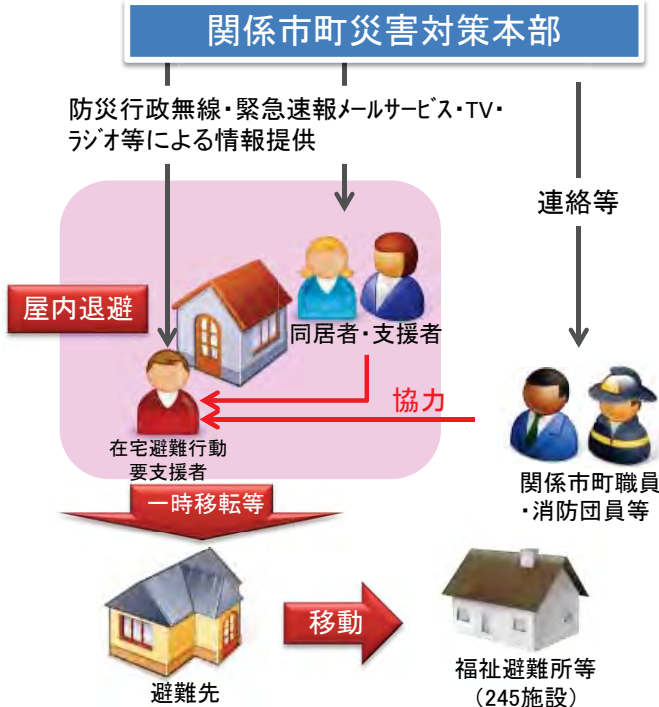 関係市町災害対策本部
防災行政無線・緊急速報メールサービス・TV・
ラジオ等による情報提供
連絡等
屋内退避
同居者・支援者
協力
在宅避難行動
要支援者
関係市町職員
・消防団員等
一時移転等
移動
避難先
福祉避難所等
（245施設）